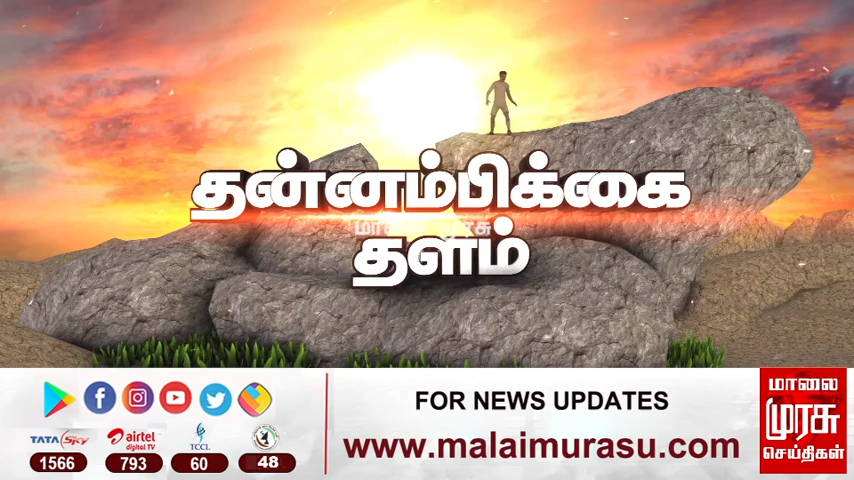 தன்னம்பிக்கை
மாலை முரசு
தளம்
FOR NEWS UPDATES
www.malaimurasu.com
TATA sky
1566
airtel
digital TV
793
TCCL
60
48
மாலை
முரசு
செய்திகள்